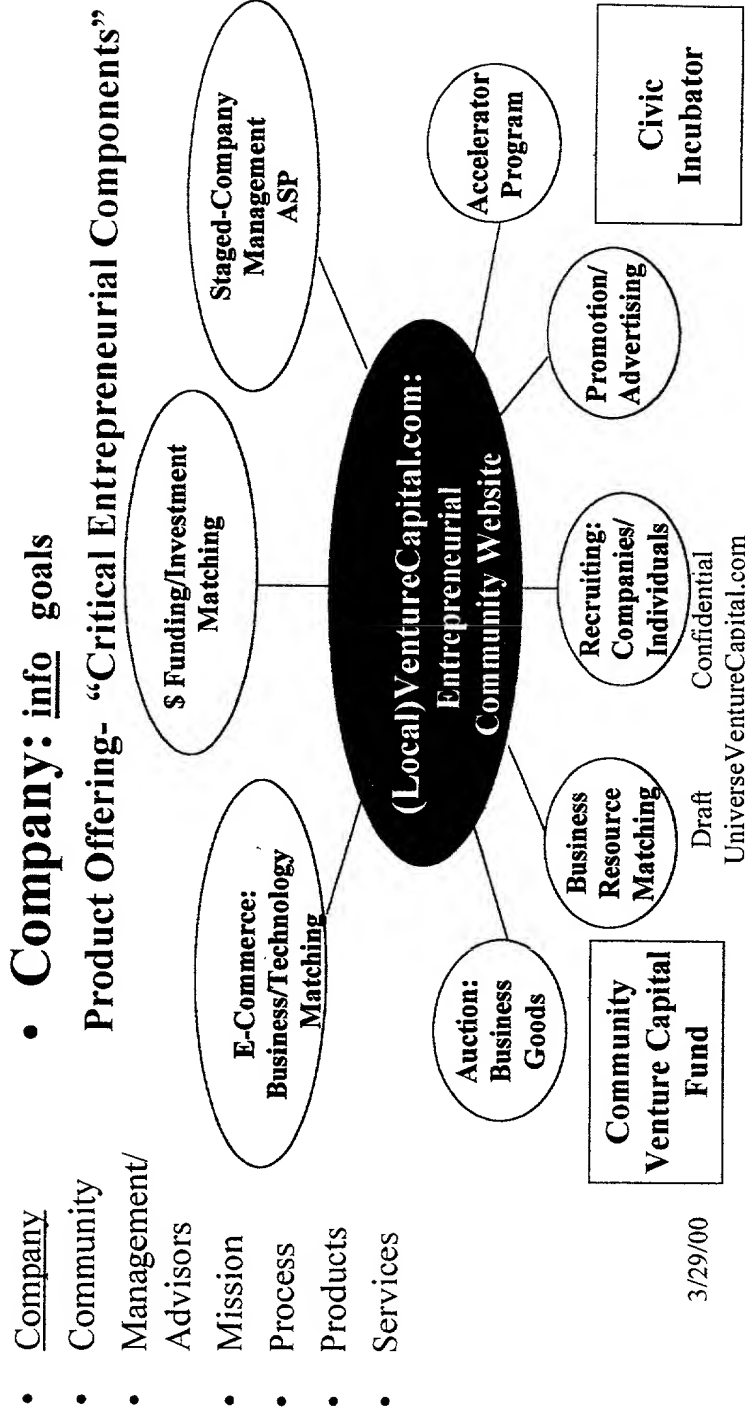 • Company: info goals
Product Offering- “Critical Entrepreneurial Components”
• Company
• Community
• Management/
Advisors
• Mission
• Process
• Products
• Services
E-Commerce:
Business/Technology
Matching
$ Funding/Investment
Matching
Staged-Company
Management
ASP
(Local)VentureCapital.com:
Entrepreneurial
Community Website
Auction:
Business
Goods
Business
Resource
Matching
Recruiting:
Companies/
Individuals
Promotion/
Advertising
Accelerator
Program
Community
Venture Capital
Fund
Civic
Incubator
3/29/00
Draft Confidential
UniverseVentureCapital.com